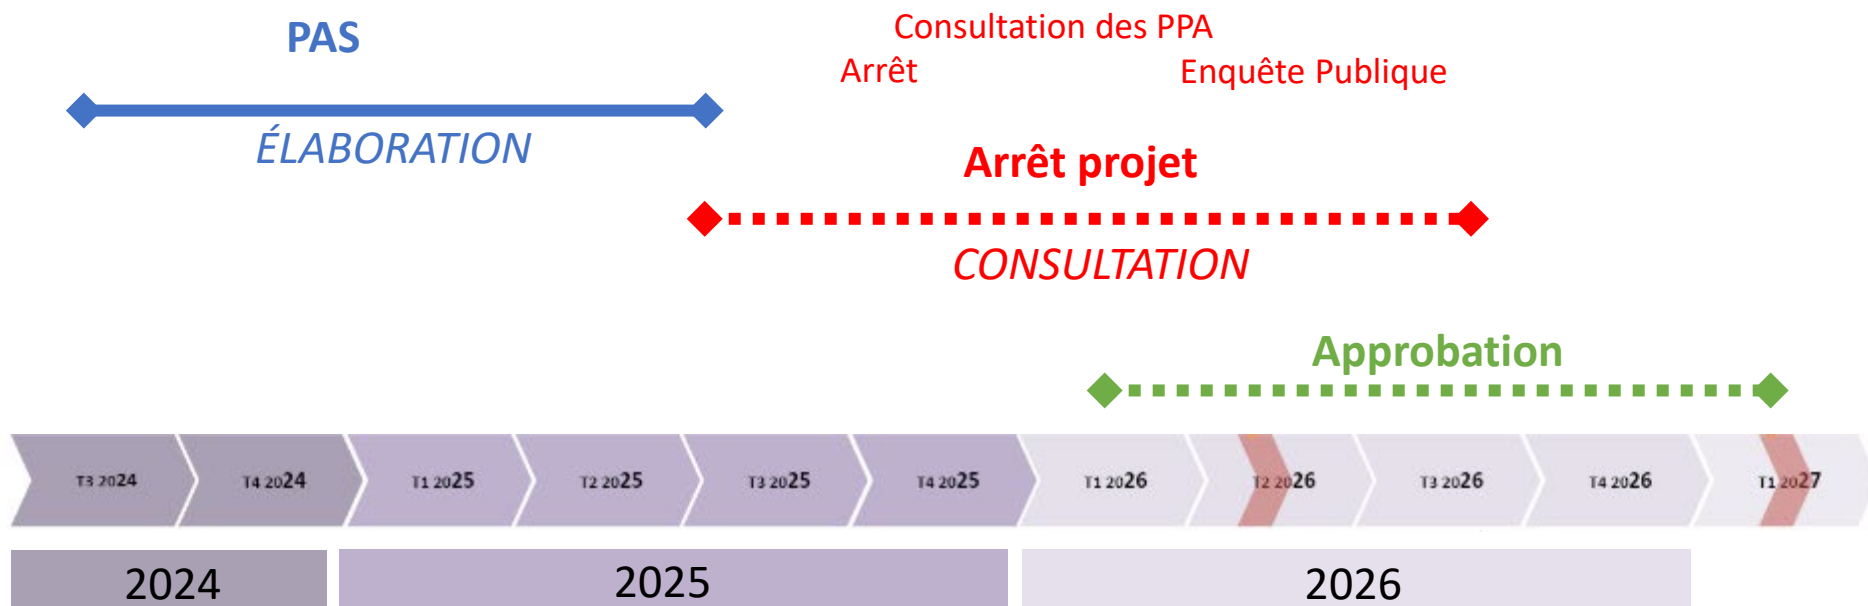 PAS
Consultation des PPA
Arrêt
Enquête Publique
ÉLABORATION
Arrêt projet
CONSULTATION
Approbation
T3 2024
T4 2024
T1 2025
T2 2025
T3 2025
T4 2025
T1 2026
T2 2026
T3 2026
T4 2026
T1 2027
2024
2025
2026